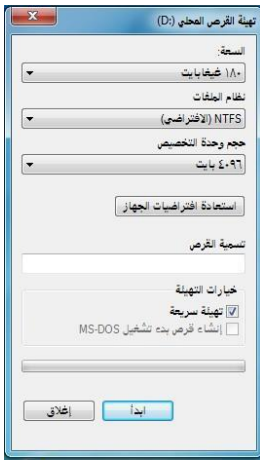 تهيئة القرص المحلي (D:)
السعة:
١٨٠ غيغابايت
نظام الملفات
NTFS (الافتراضي)
حجم وحدة التخصيص
٤٠٩٦ بايت
استعادة افتراضيات الجهاز
تسمية القرص
خيارات التهيئة
تهيئة سريعة
إنشاء قرص بدء تشغيل MS-DOS
ابدأ
إغلاق